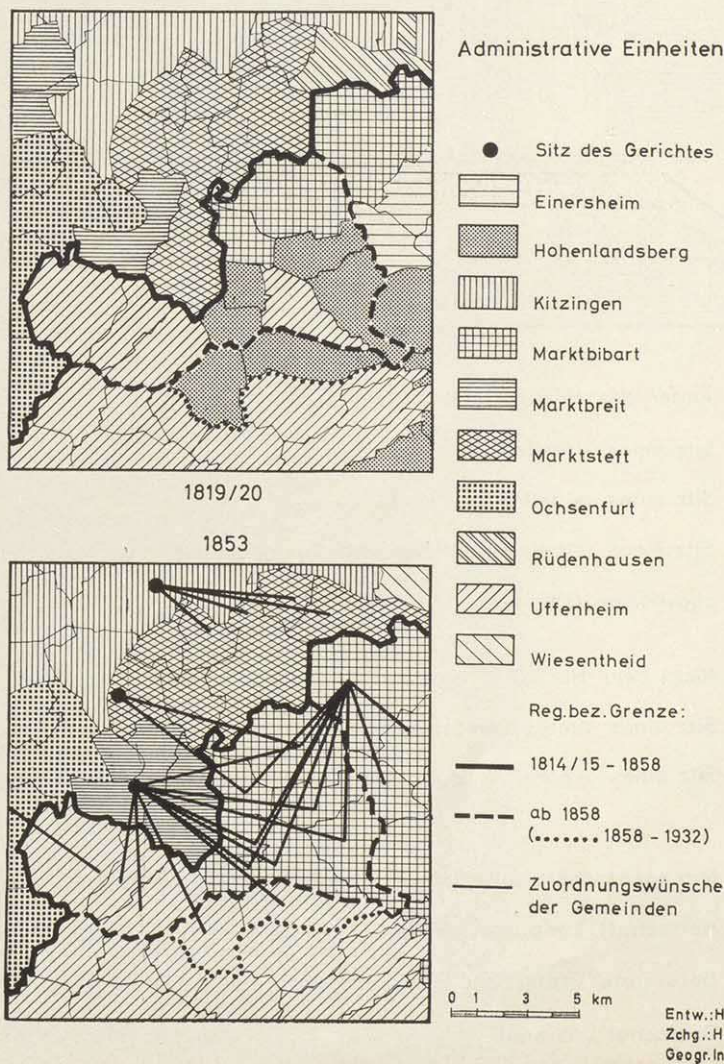 Administrative Einheiten
Sitz des Gerichtes
Einersheim
Hohenlandsberg
Kitzingen
Marktbibart
Marktbreit
Marktsteft
Ochsenfurt
Rüdenhausen
Uffenheim
Wiesentheid
Reg.bez.Grenze:
1814/15 - 1858
ab 1858
(....... 1858 - 1932)
Zuordnungswünsche
der Gemeinden
1819/20
1853
0 1 3 5 km
Entw.:H
Zchg.:H
Geogr.In